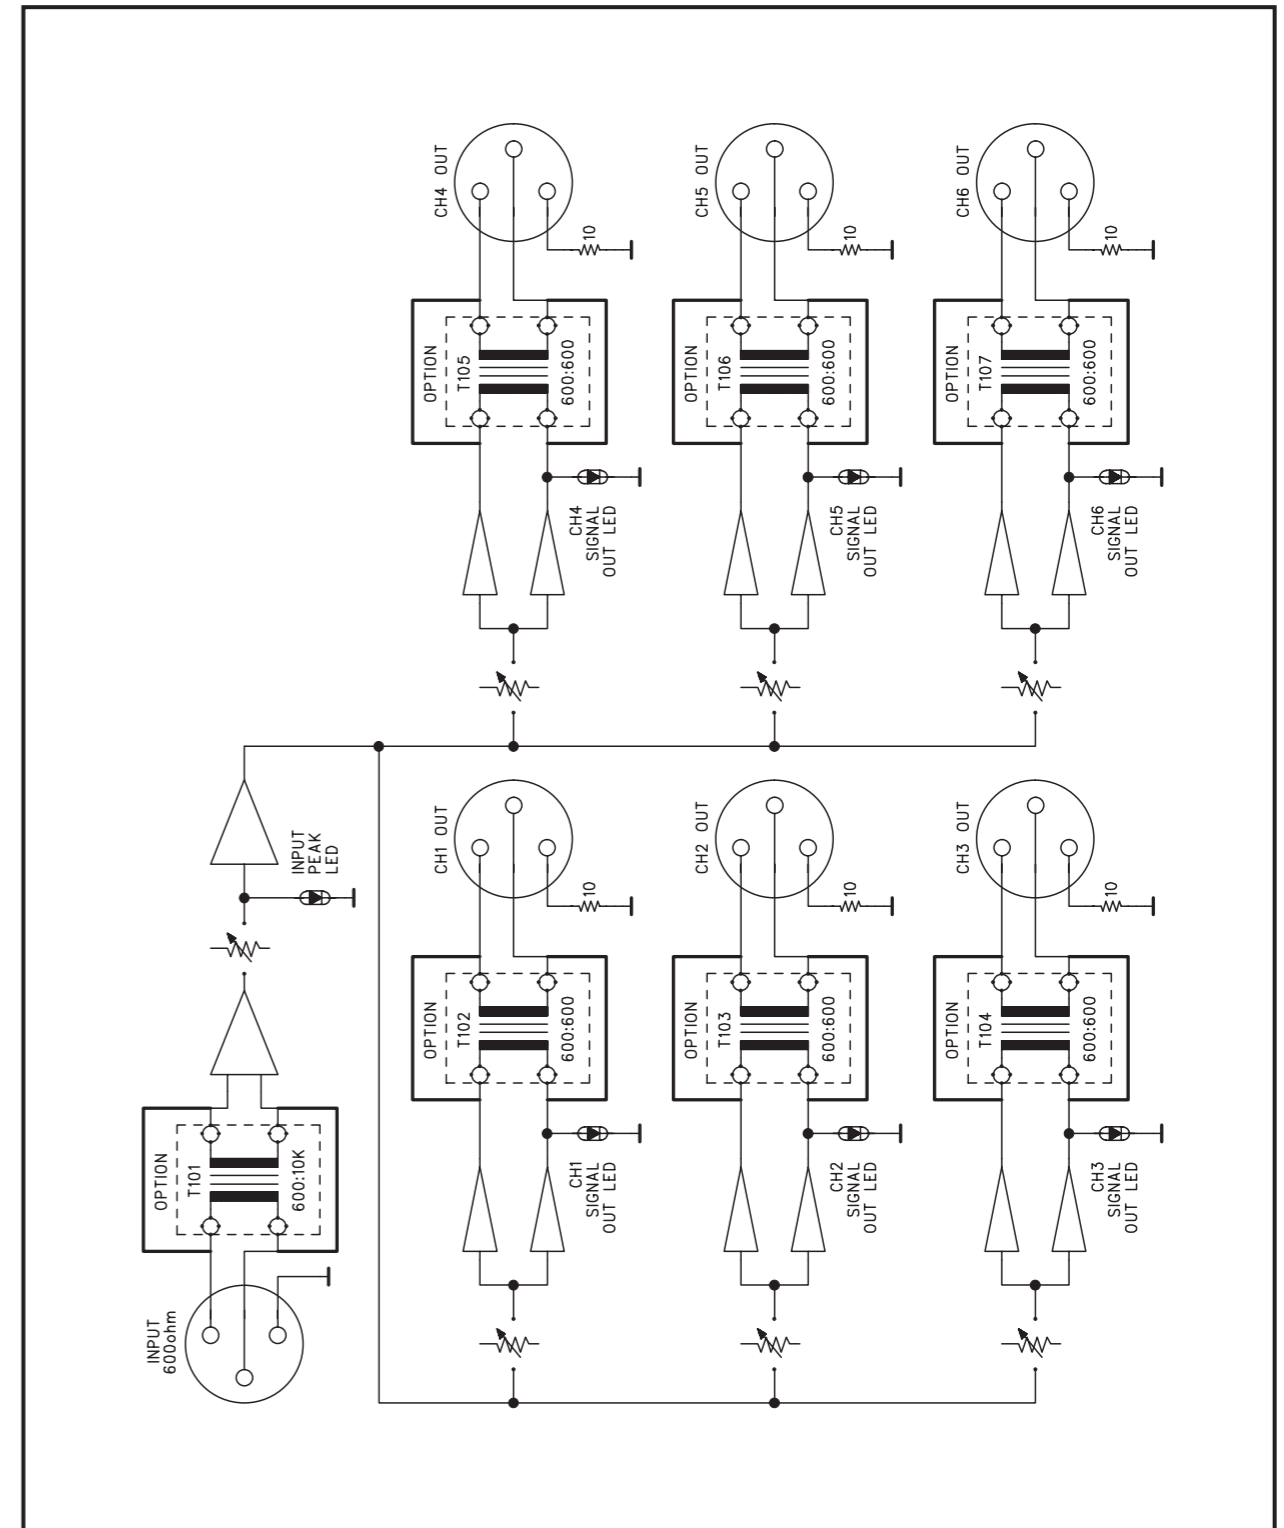 INPUT
600ohm
OPTION
T101
600:10K
INPUT
PEAK
LED
CH4 OUT
10
OPTION
T105
600:600
CH4
SIGNAL
OUT LED
CH5 OUT
10
OPTION
T106
600:600
CH5
SIGNAL
OUT LED
CH6 OUT
10
OPTION
T107
600:600
CH6
SIGNAL
OUT LED
CH1 OUT
10
OPTION
T102
600:600
CH1
SIGNAL
OUT LED
CH2 OUT
10
OPTION
T103
600:600
CH2
SIGNAL
OUT LED
CH3 OUT
10
OPTION
T104
600:600
CH3
SIGNAL
OUT LED